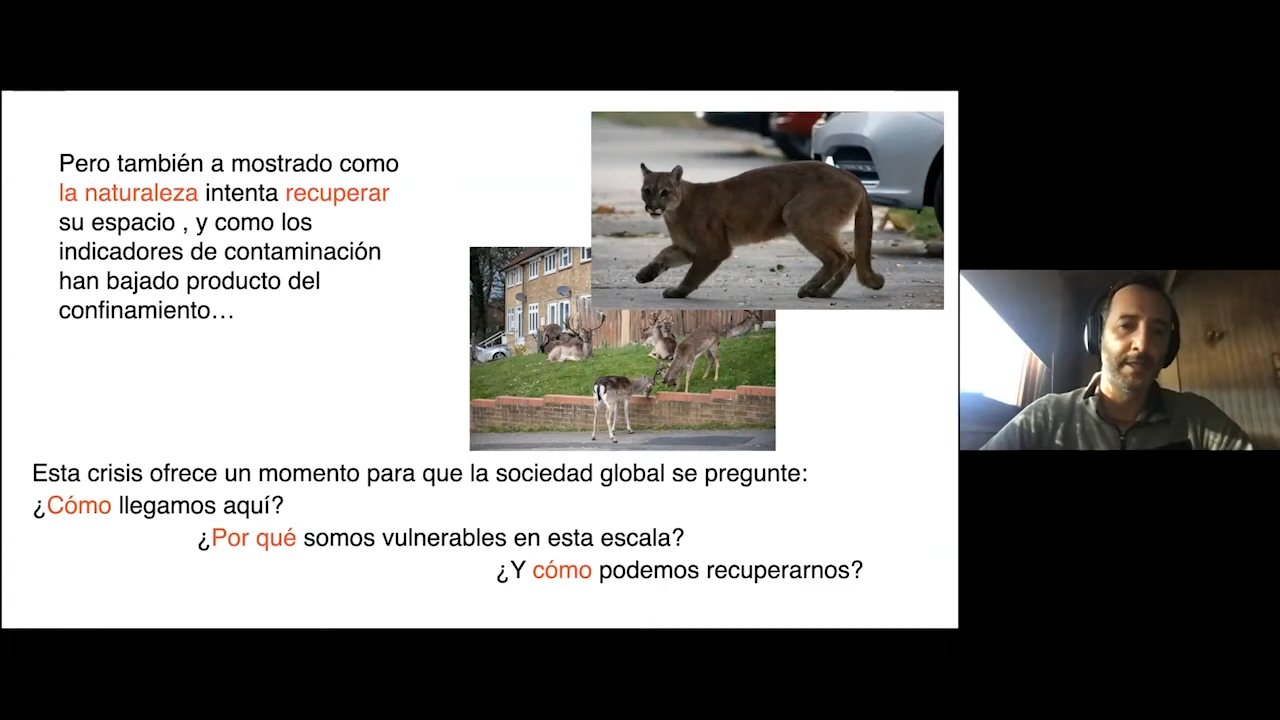 Pero también a mostrado como
la naturaleza intenta recuperar
su espacio , y como los
indicadores de contaminación
han bajado producto del
confinamiento…
Esta crisis ofrece un momento para que la sociedad global se pregunte:
¿Cómo llegamos aquí?
¿Por qué somos vulnerables en esta escala?
¿Y cómo podemos recuperarnos?